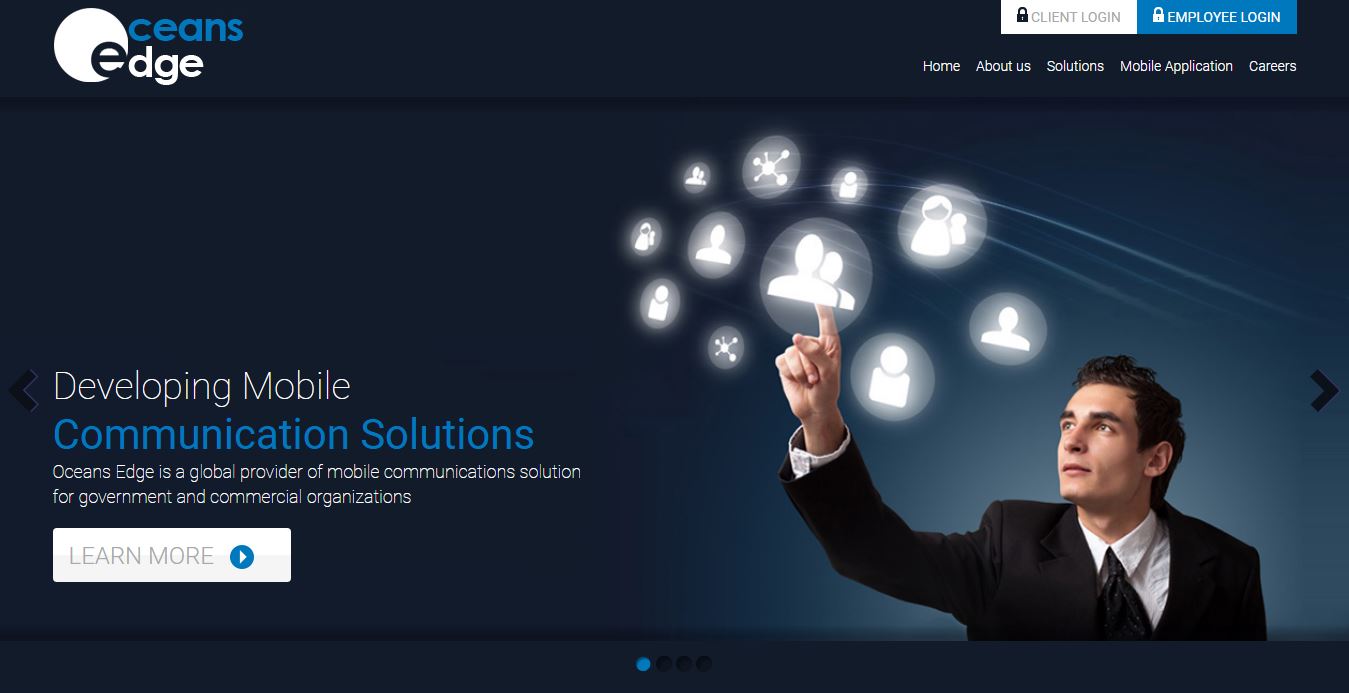 Oceans
edge
CLIENT LOGIN
EMPLOYEE LOGIN
Home
About us
Solutions
Mobile Application
Careers
Developing Mobile
Communication Solutions
Oceans Edge is a global provider of mobile communications solution
for government and commercial organizations
LEARN MORE